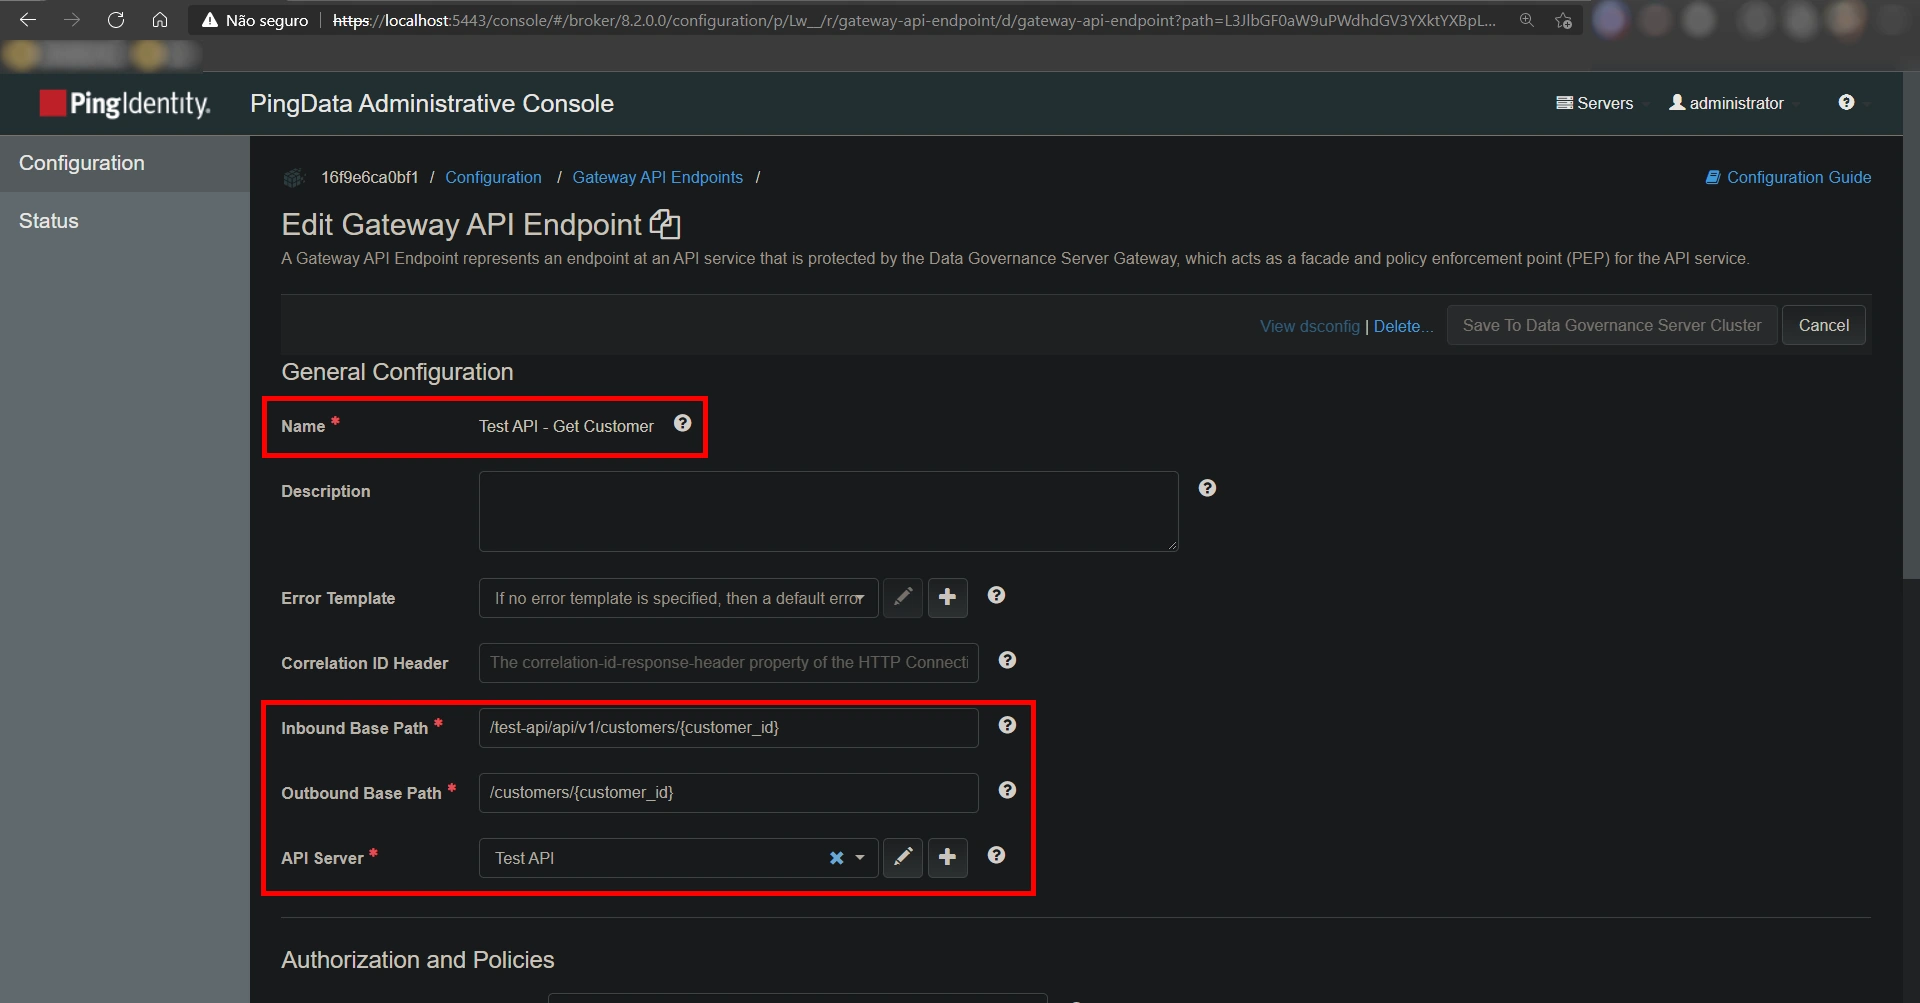 Não seguro https://localhost:5443/console/#/broker/8.2.0.0/configuration/p/Lw__/r/gateway-api-endpoint/d/gateway-api-endpoint?path=L3JlbGF0aW9uPWdhdGV3YXktYXBpL...
PingIdentity. PingData Administrative Console Servers administrator
Configuration
Status
16f9e6ca0bf1 / Configuration / Gateway API Endpoints / Configuration Guide
Edit Gateway API Endpoint
A Gateway API Endpoint represents an endpoint at an API service that is protected by the Data Governance Server Gateway, which acts as a facade and policy enforcement point (PEP) for the API service.
View dsconfig | Delete... Save To Data Governance Server Cluster Cancel
General Configuration
Name * Test API - Get Customer
Description
Error Template If no error template is specified, then a default error
Correlation ID Header The correlation-id-response-header property of the HTTP Connecti
Inbound Base Path * /test-api/api/v1/customers/{customer_id}
Outbound Base Path * /customers/{customer_id}
API Server * Test API
Authorization and Policies